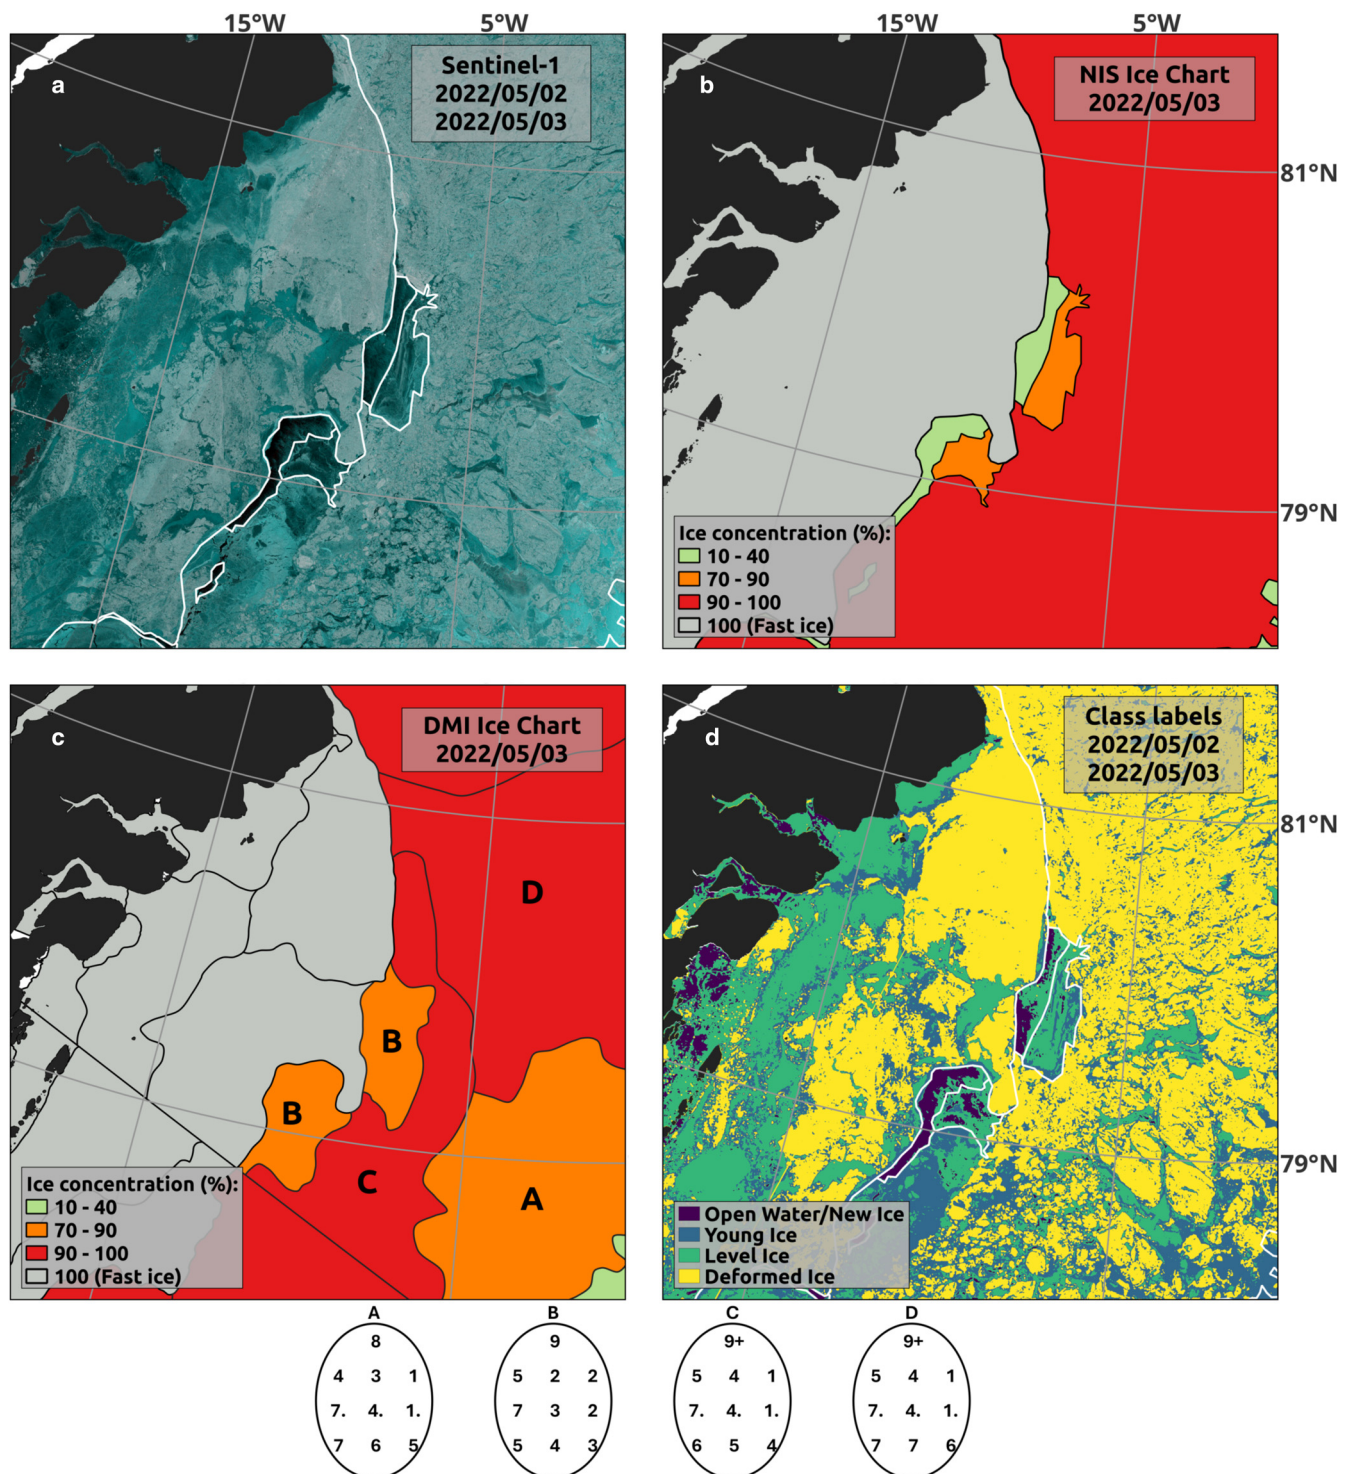 15°W 5°W 15°W 5°W
a
Sentinel-1
2022/05/02
2022/05/03
b
NIS Ice Chart
2022/05/03
81°N
79°N
Ice concentration (%):
10 - 40
70 - 90
90 - 100
100 (Fast ice)
c
DMI Ice Chart
2022/05/03
D
B
B
C
A
Ice concentration (%):
10 - 40
70 - 90
90 - 100
100 (Fast ice)
d
Class labels
2022/05/02
2022/05/03
81°N
79°N
Open Water/New Ice
Young Ice
Level Ice
Deformed Ice
A B C D
8 9 9+ 9+
4 3 1 5 2 2 5 4 1 5 4 1
7. 4. 1. 7 3 2 7. 4. 1. 7. 4. 1.
7 6 5 5 4 3 6 5 4 7 7 6